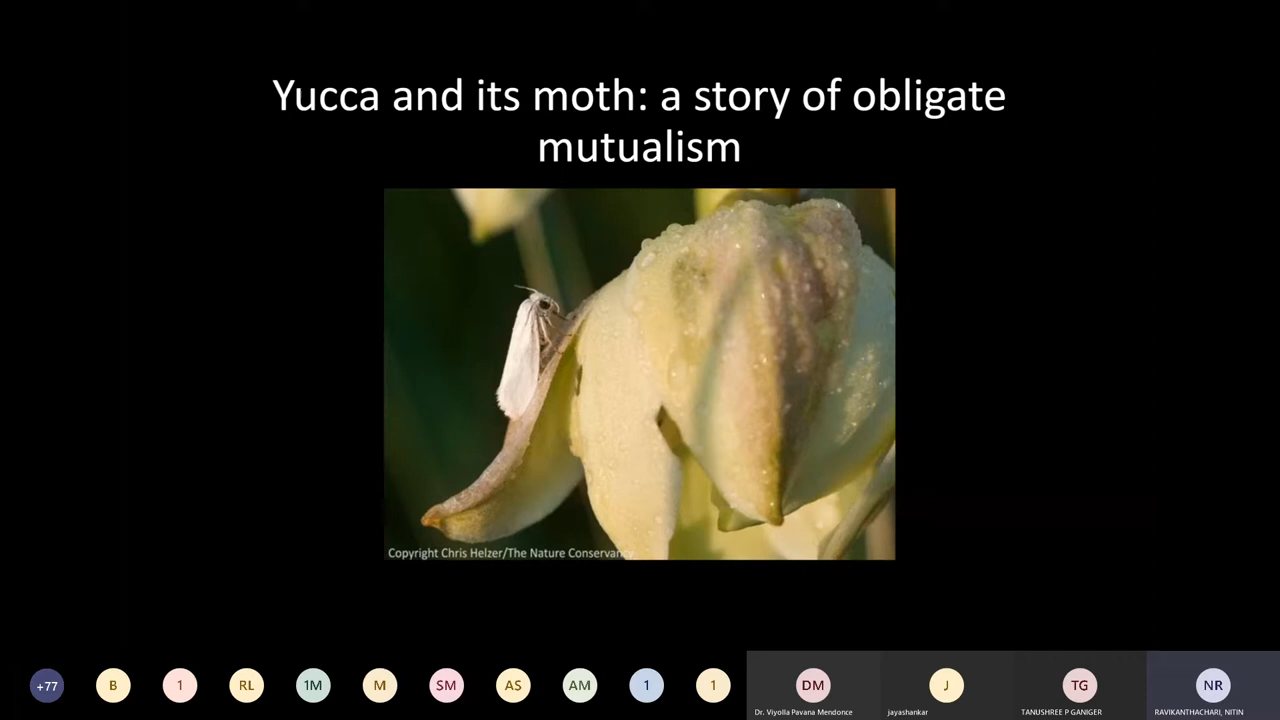 Yucca and its moth: a story of obligate
mutualism
Copyright Chris Helzer/The Nature Conservancy
+77 B 1 RL 1M M SM AS AM 1 1 DM J TG NR
Dr. Viyolla Pavana Mendonce jayashankar TANUSHREE P GANIGER RAVIKANTHACHARI, NITIN